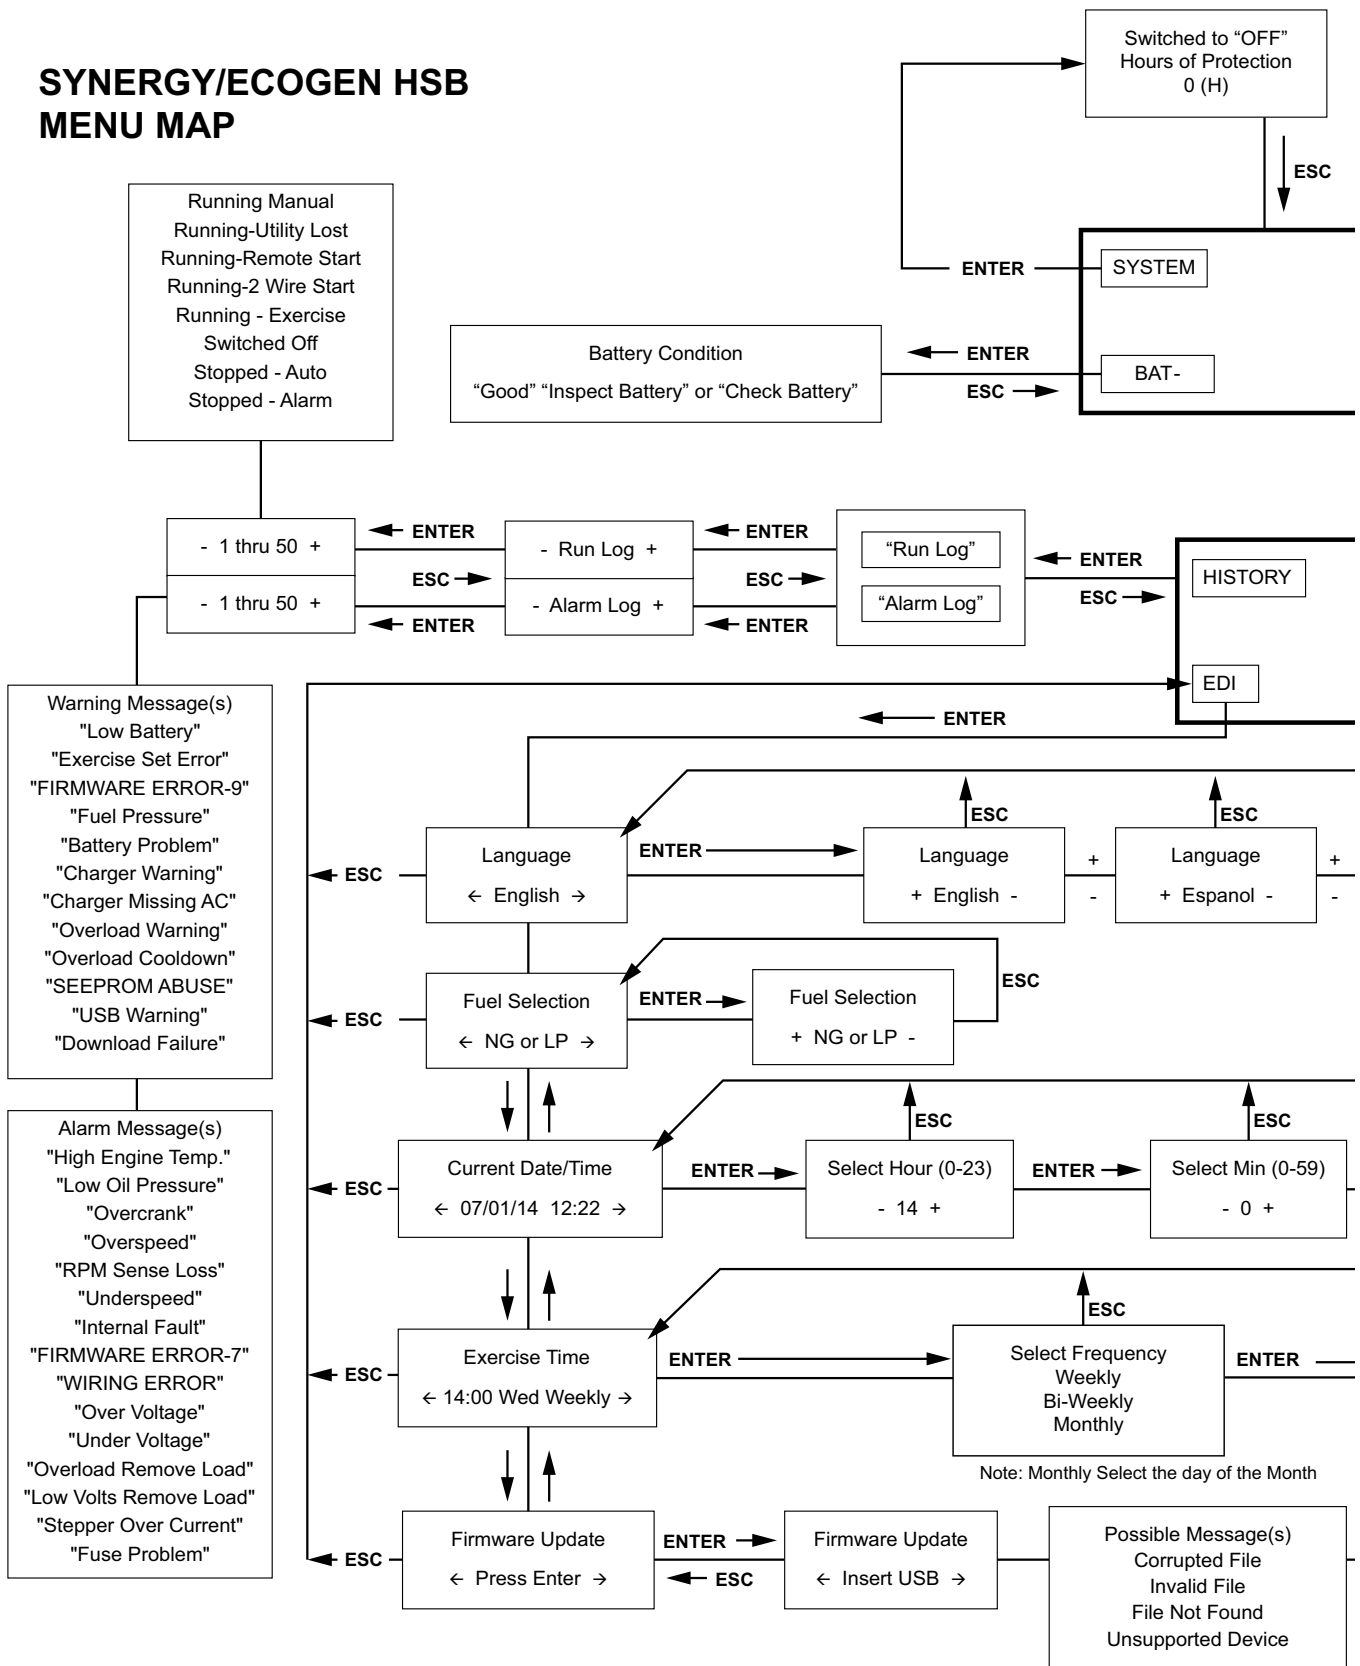 SYNERGY/ECOGEN HSB
MENU MAP
Switched to “OFF”
Hours of Protection
0 (H)
ESC
Running Manual
Running-Utility Lost
Running-Remote Start
Running-2 Wire Start
Running - Exercise
Switched Off
Stopped - Auto
Stopped - Alarm
ENTER
SYSTEM
Battery Condition
“Good” “Inspect Battery” or “Check Battery”
ENTER
ESC
BAT-
- 1 thru 50 +
ENTER
- Run Log +
ENTER
“Run Log”
ENTER
HISTORY
ESC
ESC
ESC
- 1 thru 50 +
ENTER
- Alarm Log +
ENTER
“Alarm Log”
EDI
ENTER
Warning Message(s)
"Low Battery"
"Exercise Set Error"
"FIRMWARE ERROR-9"
"Fuel Pressure"
"Battery Problem"
"Charger Warning"
"Charger Missing AC"
"Overload Warning"
"Overload Cooldown"
"SEEPROM ABUSE"
"USB Warning"
"Download Failure"
Alarm Message(s)
"High Engine Temp."
"Low Oil Pressure"
"Overcrank"
"Overspeed"
"RPM Sense Loss"
"Underspeed"
"Internal Fault"
"FIRMWARE ERROR-7"
"WIRING ERROR"
"Over Voltage"
"Under Voltage"
"Overload Remove Load"
"Low Volts Remove Load"
"Stepper Over Current"
"Fuse Problem"
ESC
Language
← English →
ENTER
ESC
Language
+ English -
+
-
ESC
Language
+ Espanol -
+
-
ESC
Fuel Selection
← NG or LP →
ENTER
Fuel Selection
+ NG or LP -
ESC
ESC
Current Date/Time
← 07/01/14 12:22 →
ENTER
ESC
Select Hour (0-23)
- 14 +
ENTER
ESC
Select Min (0-59)
- 0 +
ESC
Exercise Time
← 14:00 Wed Weekly →
ENTER
ESC
Select Frequency
Weekly
Bi-Weekly
Monthly
ENTER
Note: Monthly Select the day of the Month
ESC
Firmware Update
← Press Enter →
ENTER
ESC
Firmware Update
← Insert USB →
Possible Message(s)
Corrupted File
Invalid File
File Not Found
Unsupported Device